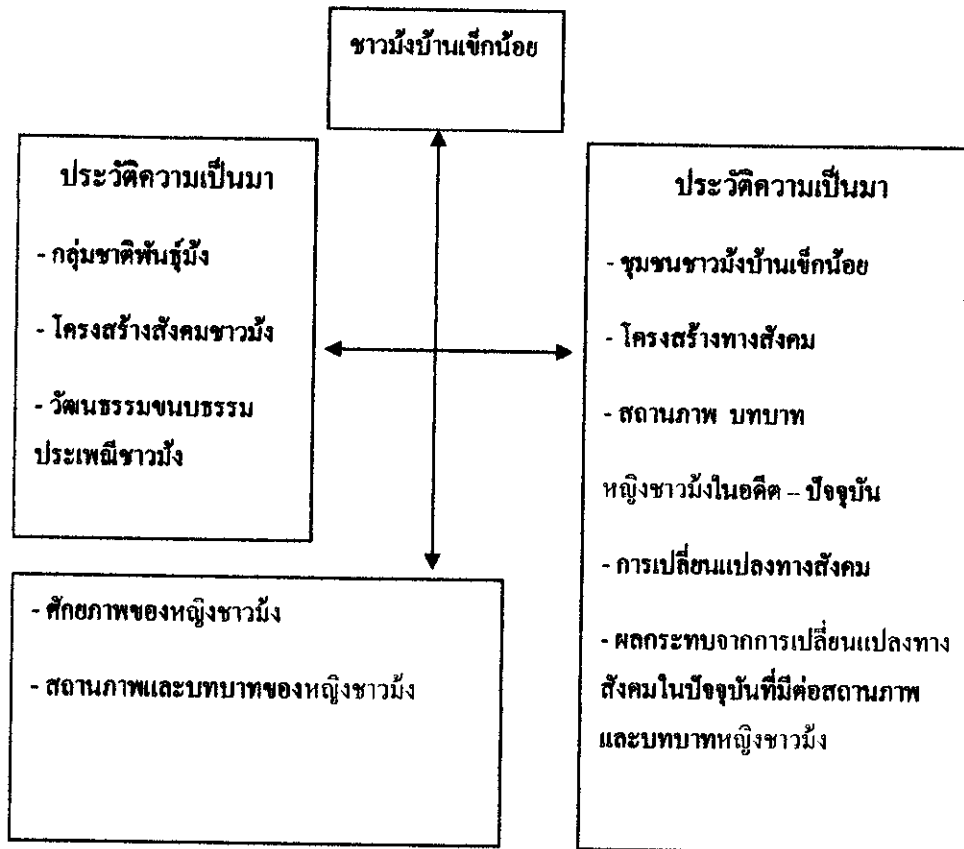 ชาวม้งบ้านเข็กน้อย
ประวัติความเป็นมา
- กลุ่มชาติพันธุ์ม้ง
- โครงสร้างสังคมชาวม้ง
- วัฒนธรรมขนบธรรม
ประเพณีชาวม้ง
ประวัติความเป็นมา
- ชุมชนชาวม้งบ้านเข็กน้อย
- โครงสร้างทางสังคม
- สถานภาพ บทบาท
หญิงชาวม้งในอดีต – ปัจจุบัน
- การเปลี่ยนแปลงทางสังคม
- ผลกระทบจากการเปลี่ยนแปลงทาง
สังคมในปัจจุบันที่มีต่อสถานภาพ
และบทบาทหญิงชาวม้ง
- ศักยภาพของหญิงชาวม้ง
- สถานภาพและบทบาทของหญิงชาวม้ง